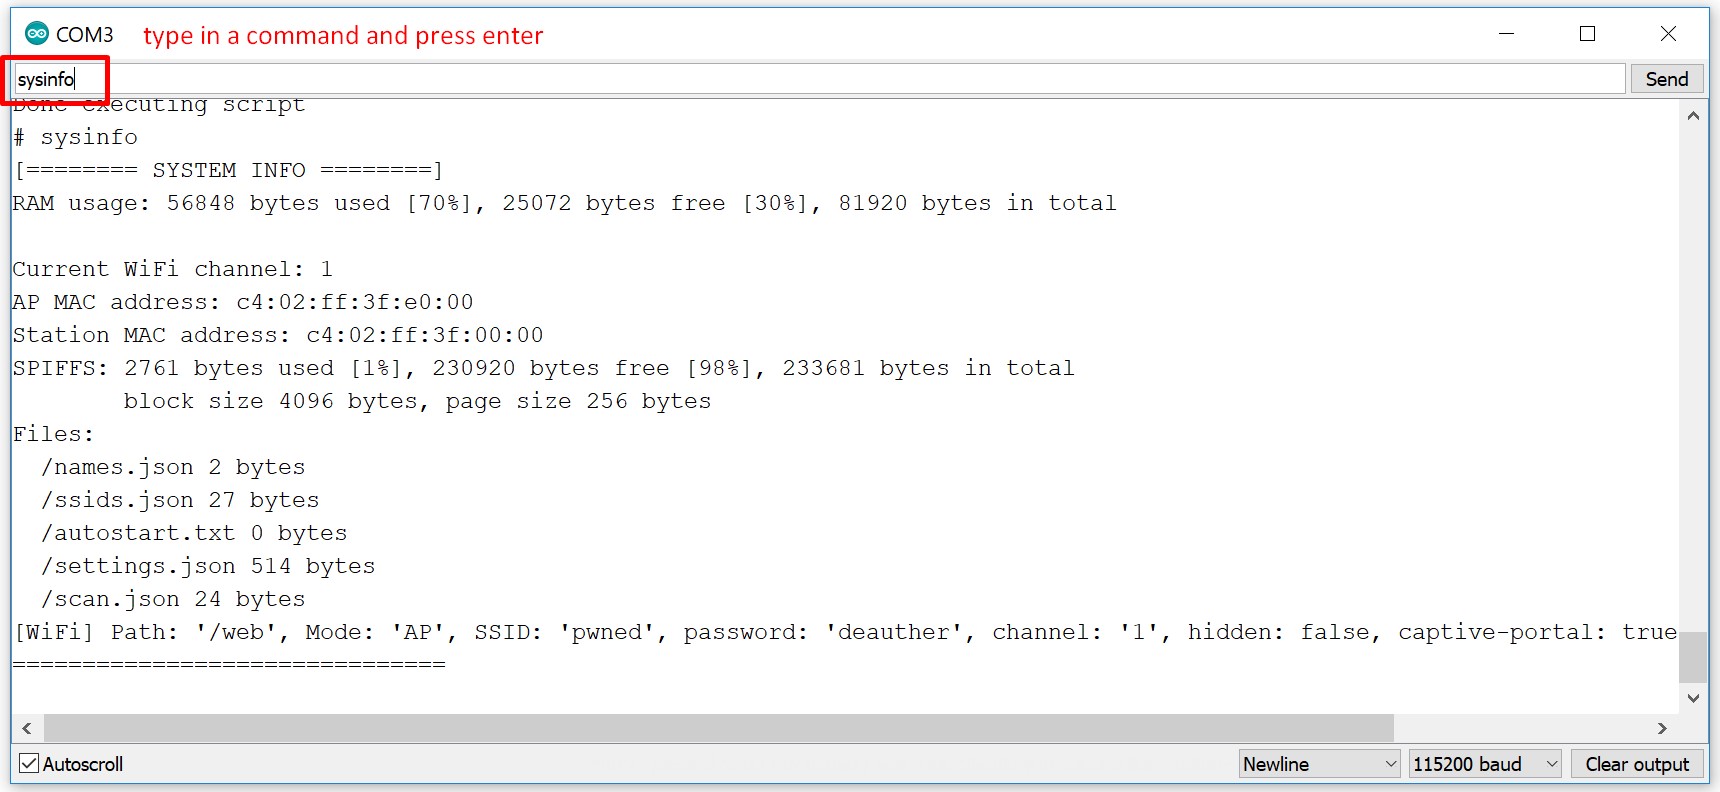 COM3 type in a command and press enter
sysinfo Send
Done executing script
# sysinfo
[======== SYSTEM INFO ========]
RAM usage: 56848 bytes used [70%], 25072 bytes free [30%], 81920 bytes in total
Current WiFi channel: 1
AP MAC address: c4:02:ff:3f:e0:00
Station MAC address: c4:02:ff:3f:00:00
SPIFFS: 2761 bytes used [1%], 230920 bytes free [98%], 233681 bytes in total
block size 4096 bytes, page size 256 bytes
Files:
/names.json 2 bytes
/ssids.json 27 bytes
/autostart.txt 0 bytes
/settings.json 514 bytes
/scan.json 24 bytes
[WiFi] Path: '/web', Mode: 'AP', SSID: 'pwned', password: 'deauther', channel: '1', hidden: false, captive-portal: true
===============================
Autoscroll Newline 115200 baud Clear output